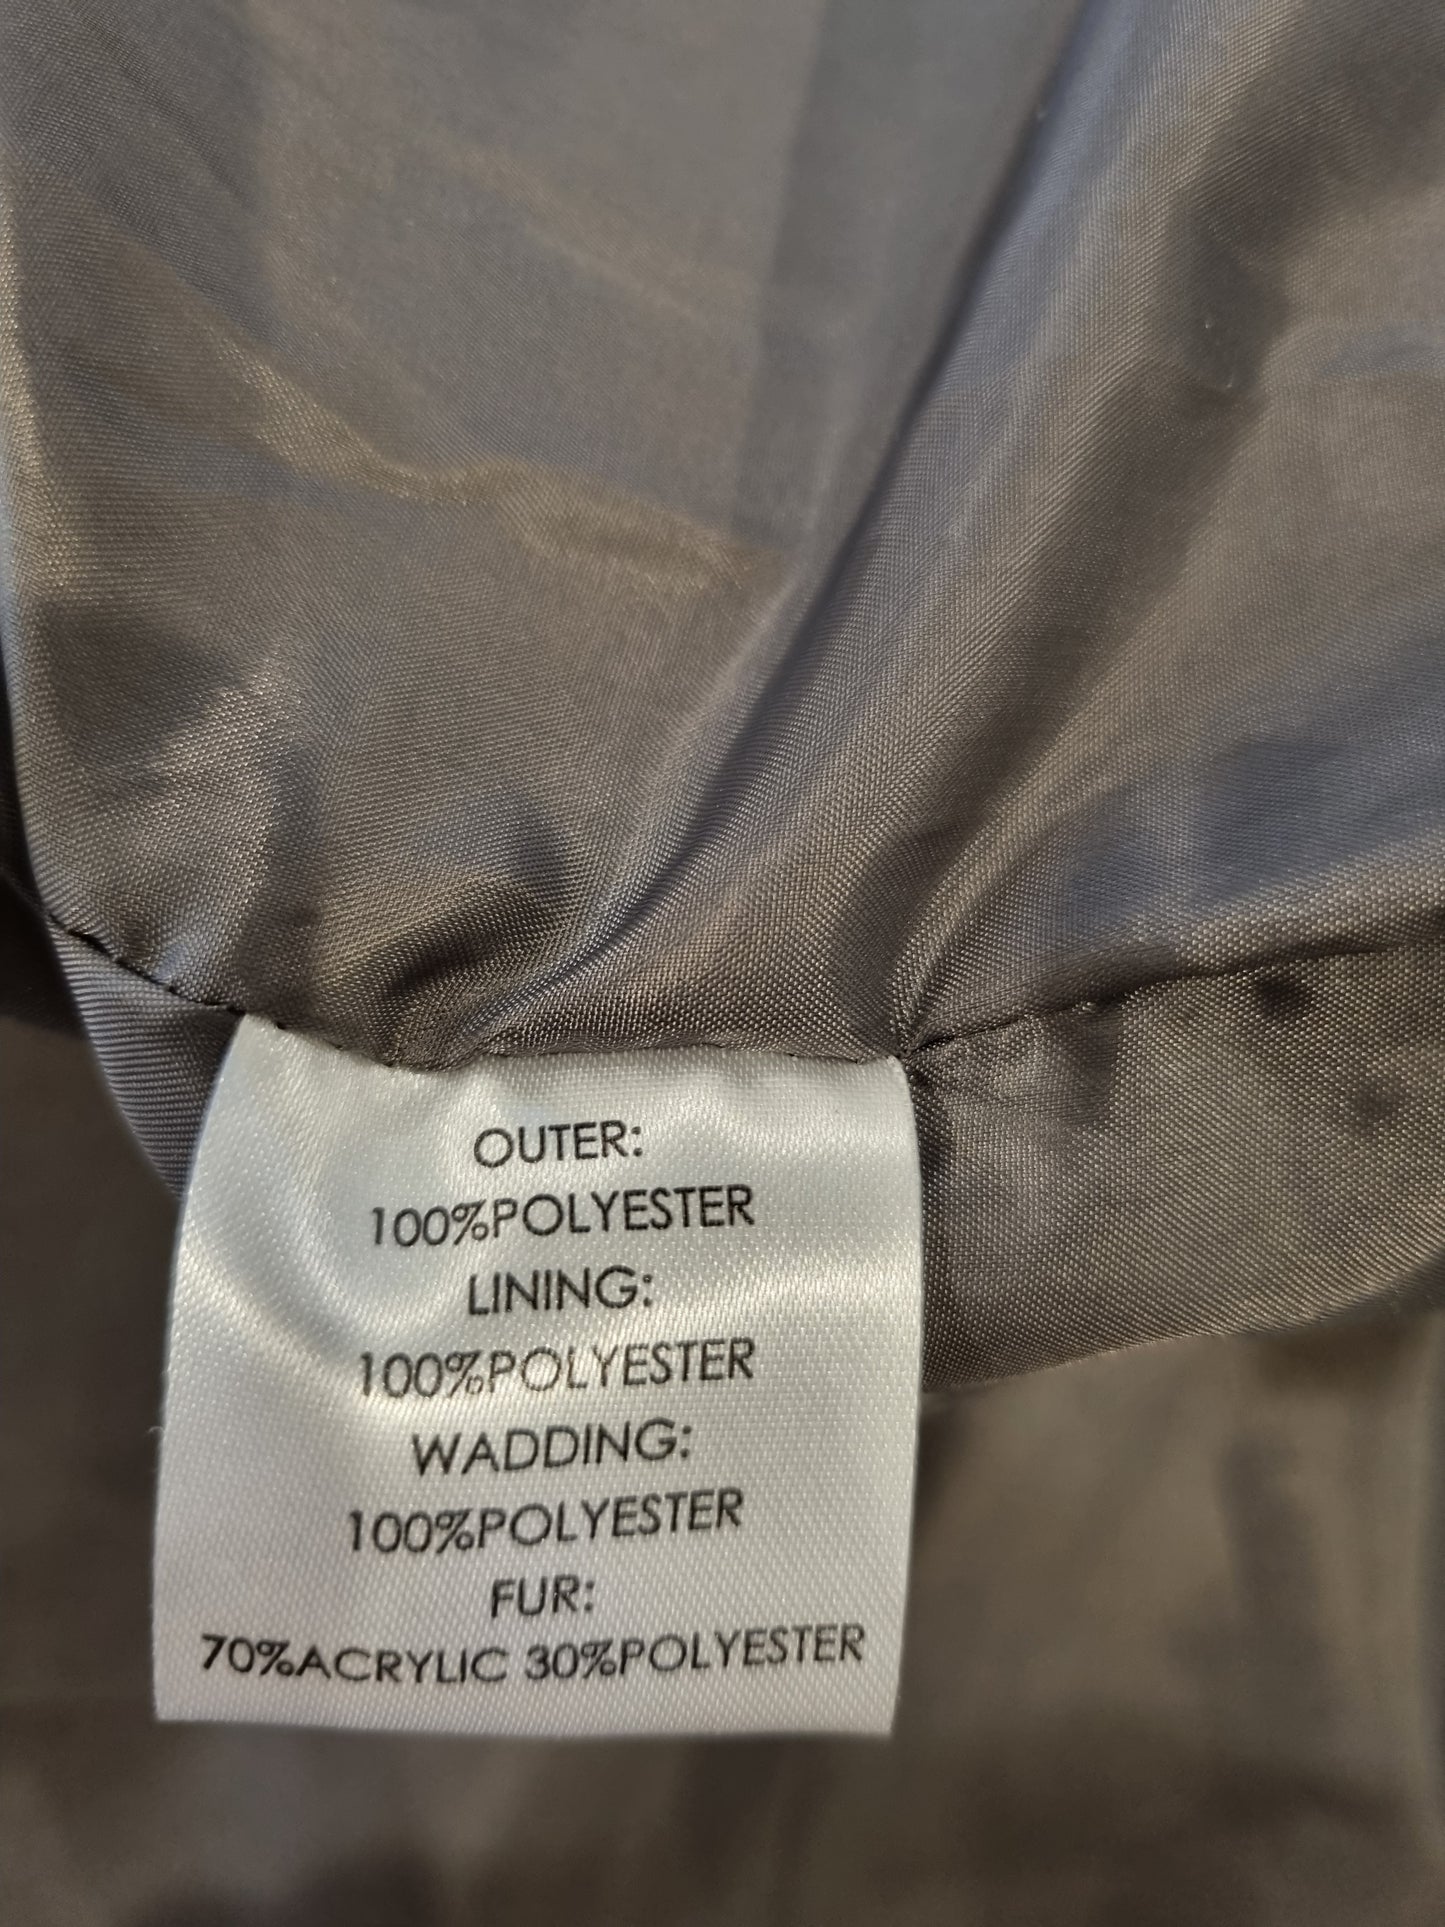 OUTER:
100%POLYESTER
LINING:
100%POLYESTER
WADDING:
100%POLYESTER
FUR:
70%ACRYLIC 30%POLYESTER